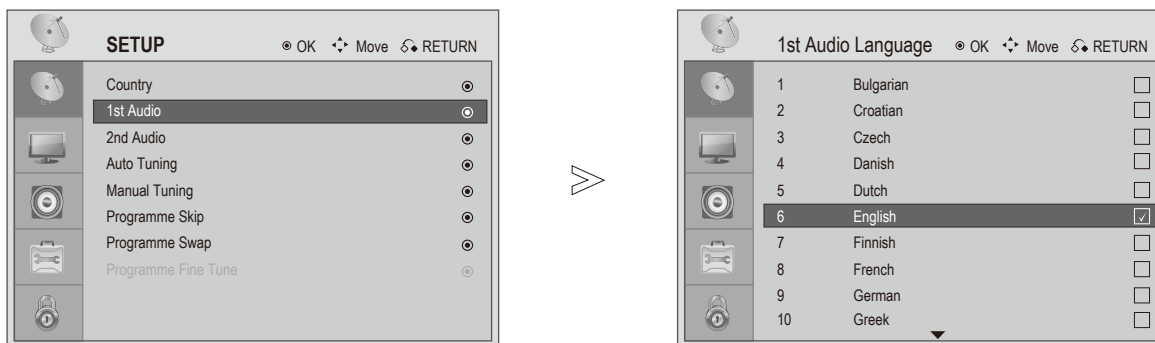 SETUP OK Move RETURN
Country
1st Audio
2nd Audio
Auto Tuning
Manual Tuning
Programme Skip
Programme Swap
Programme Fine Tune
1st Audio Language OK Move RETURN
1 Bulgarian
2 Croatian
3 Czech
4 Danish
5 Dutch
6 English
7 Finnish
8 French
9 German
10 Greek